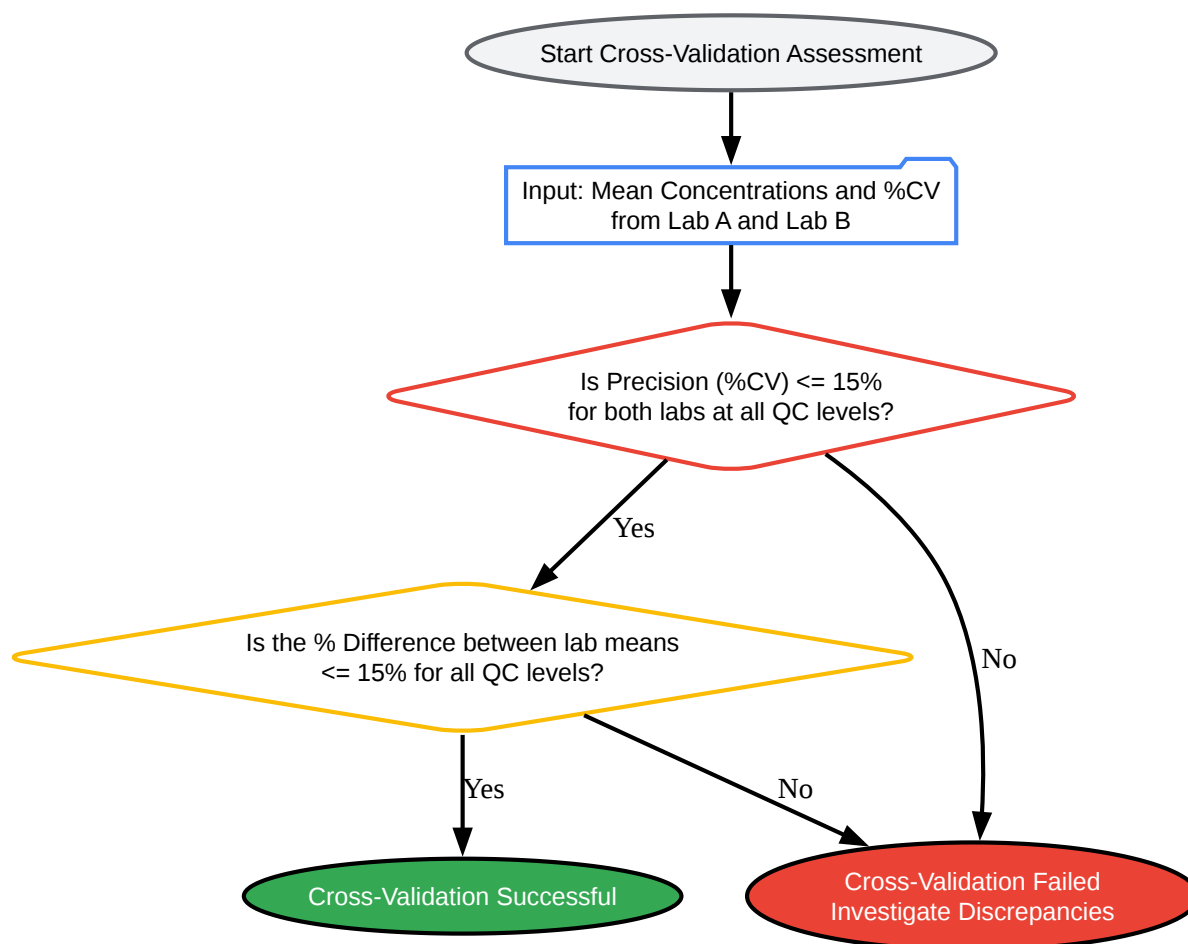 Start Cross-Validation Assessment
Input: Mean Concentrations and %CV
from Lab A and Lab B
Is Precision (%CV) <= 15%
for both labs at all QC levels?
Yes
No
Is the % Difference between lab means
<= 15% for all QC levels?
Yes
No
Cross-Validation Successful
Cross-Validation Failed
Investigate Discrepancies